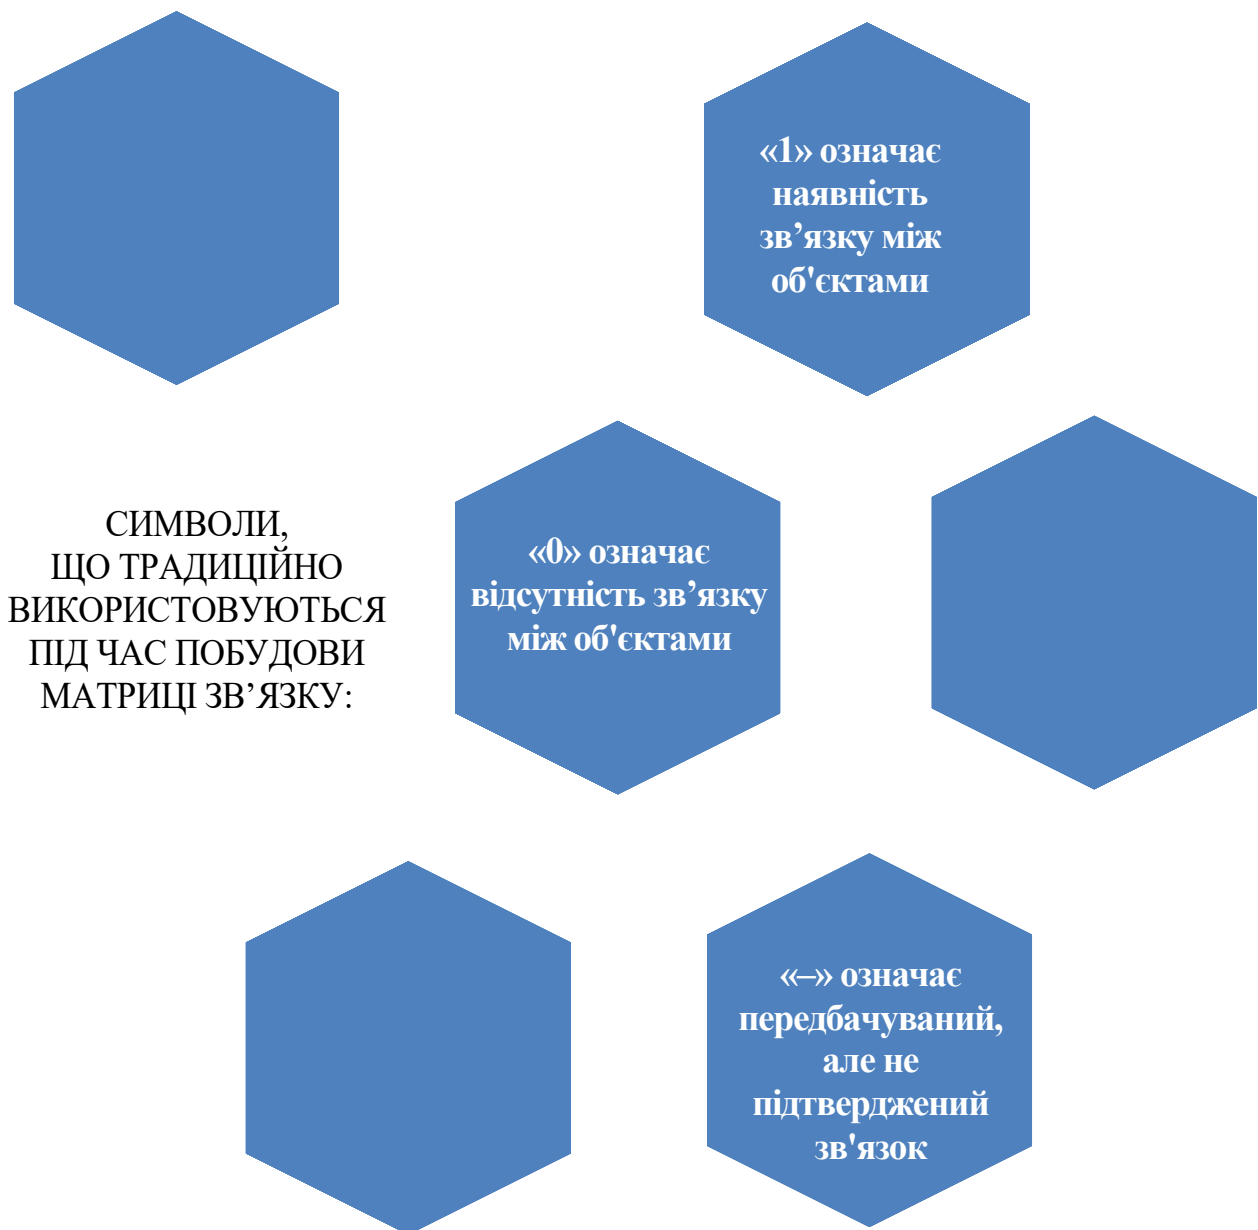 «1» означає
наявність
зв’язку між
об'єктами
СИМВОЛИ,
ЩО ТРАДИЦІЙНО
ВИКОРИСТОВУЮТЬСЯ
ПІД ЧАС ПОБУДОВИ
МАТРИЦІ ЗВ’ЯЗКУ:
«0» означає
відсутність зв’язку
між об'єктами
«–» означає
передбачуваний,
але не
підтверджений
зв'язок